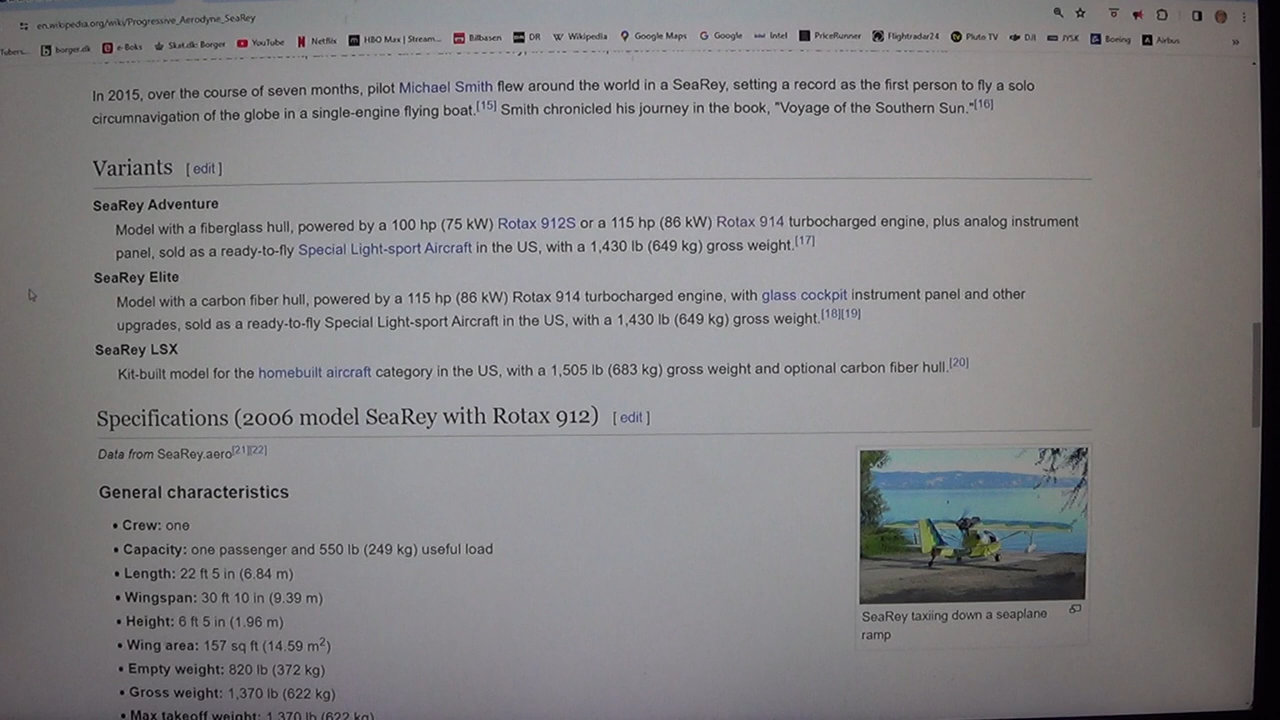 en.wikipedia.org/wiki/Progressive_Aerodyne_SeaRey
borger.dk e-Boks Skat.dk: Borger YouTube Netflix HBO Max | Stream... Bilbasen DR Wikipedia Google Maps Google Intel PriceRunner Flightradar24 Pluto TV DJI JYSK Boeing Airbus »
In 2015, over the course of seven months, pilot Michael Smith flew around the world in a SeaRey, setting a record as the first person to fly a solo
circumnavigation of the globe in a single-engine flying boat.[15] Smith chronicled his journey in the book, "Voyage of the Southern Sun."[16]
Variants [ edit ]
SeaRey Adventure
Model with a fiberglass hull, powered by a 100 hp (75 kW) Rotax 912S or a 115 hp (86 kW) Rotax 914 turbocharged engine, plus analog instrument
panel, sold as a ready-to-fly Special Light-sport Aircraft in the US, with a 1,430 lb (649 kg) gross weight.[17]
SeaRey Elite
Model with a carbon fiber hull, powered by a 115 hp (86 kW) Rotax 914 turbocharged engine, with glass cockpit instrument panel and other
upgrades, sold as a ready-to-fly Special Light-sport Aircraft in the US, with a 1,430 lb (649 kg) gross weight.[18][19]
SeaRey LSX
Kit-built model for the homebuilt aircraft category in the US, with a 1,505 lb (683 kg) gross weight and optional carbon fiber hull.[20]
Specifications (2006 model SeaRey with Rotax 912) [ edit ]
Data from SeaRey.aero[21][22]
General characteristics
• Crew: one
• Capacity: one passenger and 550 lb (249 kg) useful load
• Length: 22 ft 5 in (6.84 m)
• Wingspan: 30 ft 10 in (9.39 m)
• Height: 6 ft 5 in (1.96 m)
• Wing area: 157 sq ft (14.59 m²)
• Empty weight: 820 lb (372 kg)
• Gross weight: 1,370 lb (622 kg)
• Max takeoff weight: 1,370 lb (622 kg)
SeaRey taxiing down a seaplane
ramp